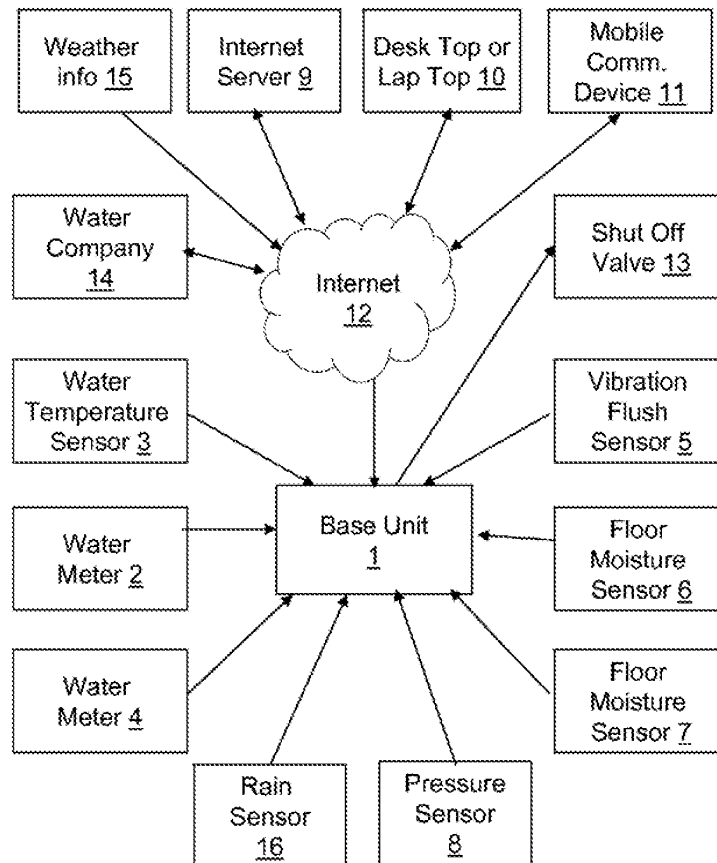 Weather
info 15
Internet
Server 9
Desk Top or
Lap Top 10
Mobile
Comm.
Device 11
Water
Company
14
Internet
12
Shut Off
Valve 13
Water
Temperature
Sensor 3
Vibration
Flush
Sensor 5
Base Unit
1
Water
Meter 2
Floor
Moisture
Sensor 6
Water
Meter 4
Floor
Moisture
Sensor 7
Rain
Sensor
16
Pressure
Sensor
8